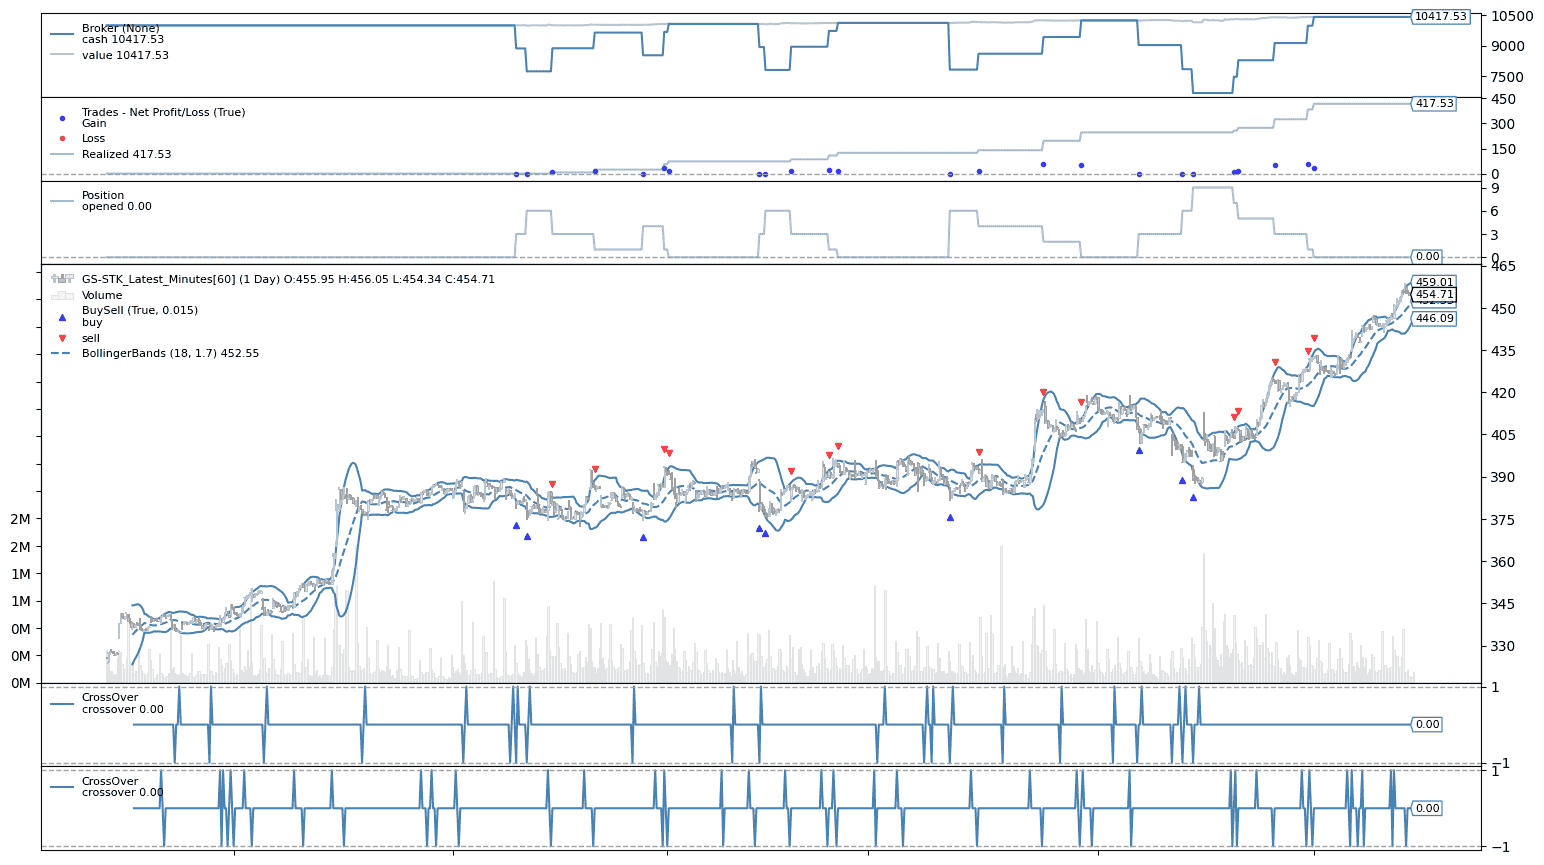 Broker (None)
cash 10417.53
value 10417.53
10417.53
10500
9000
7500
Trades - Net Profit/Loss (True)
Gain
Loss
Realized 417.53
417.53
450
300
150
0
Position
opened 0.00
0.00
9
6
3
0
GS-STK_Latest_Minutes[60] (1 Day) O:455.95 H:456.05 L:454.34 C:454.71
Volume
BuySell (True, 0.015)
buy
sell
BollingerBands (18, 1.7) 452.55
459.01
454.71
446.09
465
450
435
420
405
390
375
360
345
330
2M
2M
1M
1M
0M
0M
0M
CrossOver
crossover 0.00
0.00
1
−1
CrossOver
crossover 0.00
0.00
1
−1